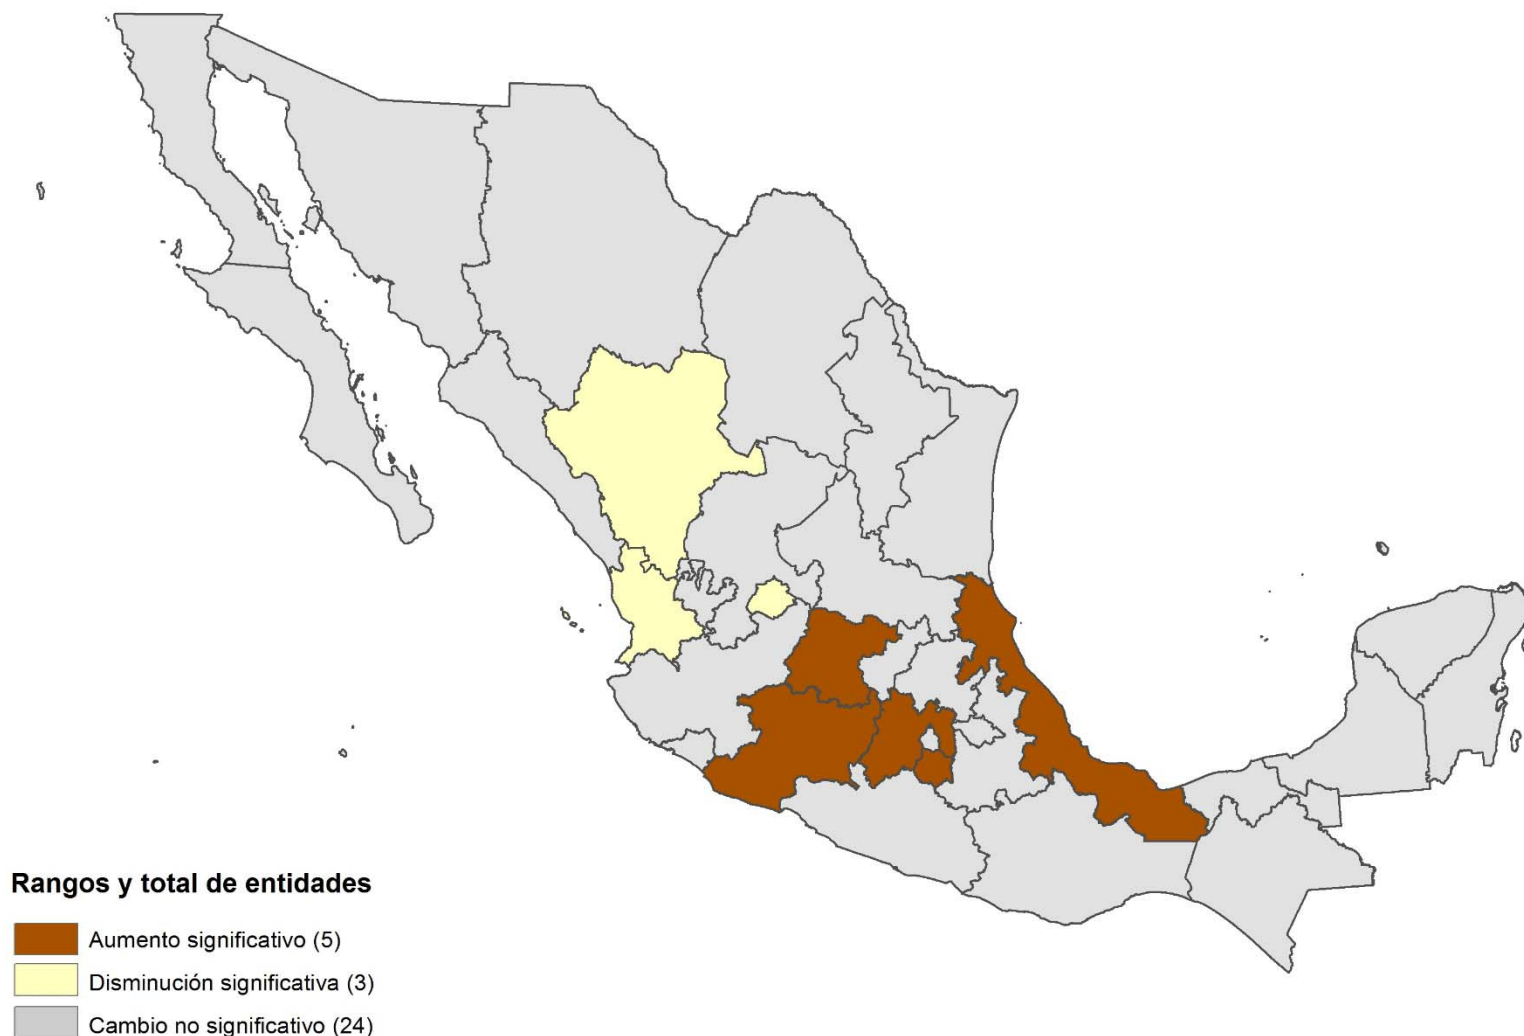 Rangos y total de entidades
Aumento significativo (5)
Disminución significativa (3)
Cambio no significativo (24)